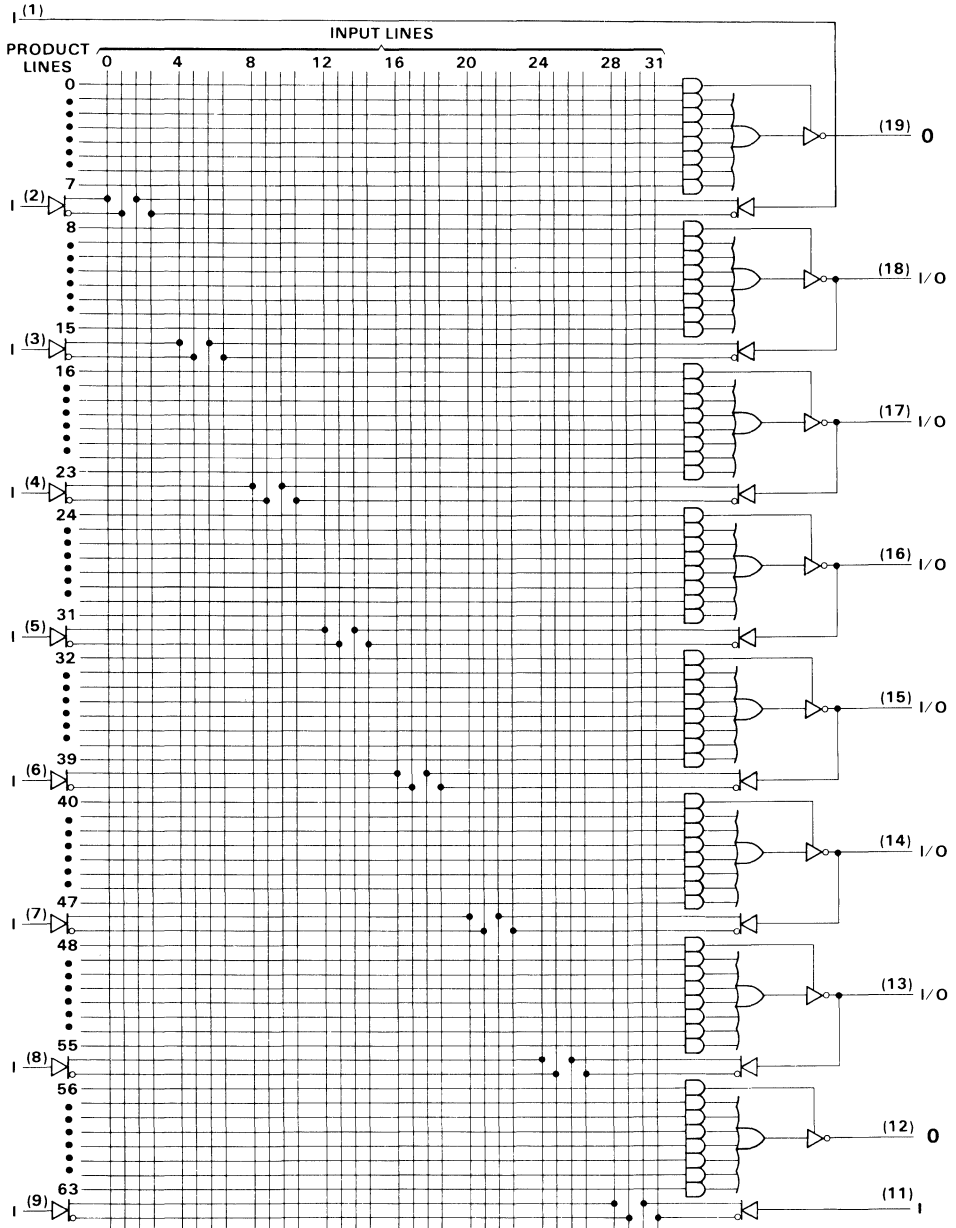 I (1)
INPUT LINES
PRODUCT LINES
0 4 8 12 16 20 24 28 31
0
(19) O
7
I (2)
8
(18) I/O
15
I (3)
16
(17) I/O
23
I (4)
24
(16) I/O
31
I (5)
32
(15) I/O
39
I (6)
40
(14) I/O
47
I (7)
48
(13) I/O
55
I (8)
56
(12) O
63
I (9)
(11) I